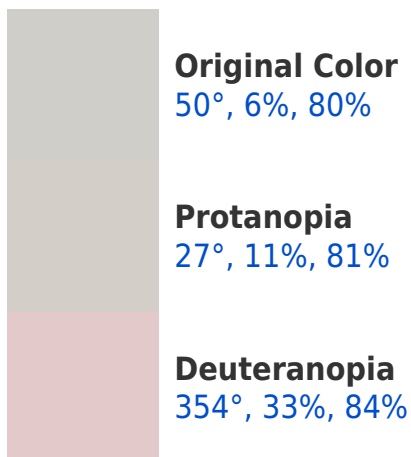 Original Color
50°, 6%, 80%
Protanopia
27°, 11%, 81%
Deuteranopia
354°, 33%, 84%